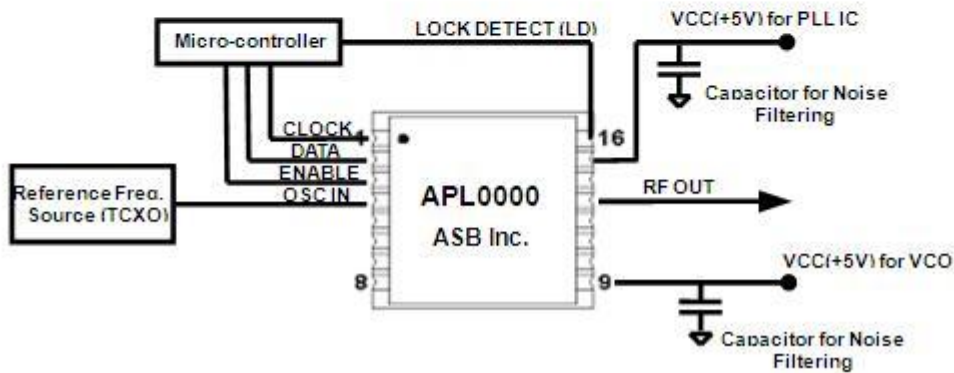 Micro-controller
LOCK DETECT (LD)
VCC(+5V) for PLL IC
Capacitor for Noise
Filtering
CLOCK
1
16
DATA
ENABLE
OSC IN
Reference Freq.
Source (TCXO)
APL0000
ASB Inc.
RF OUT
8
9
VCC(+5V) for VCO
Capacitor for Noise
Filtering